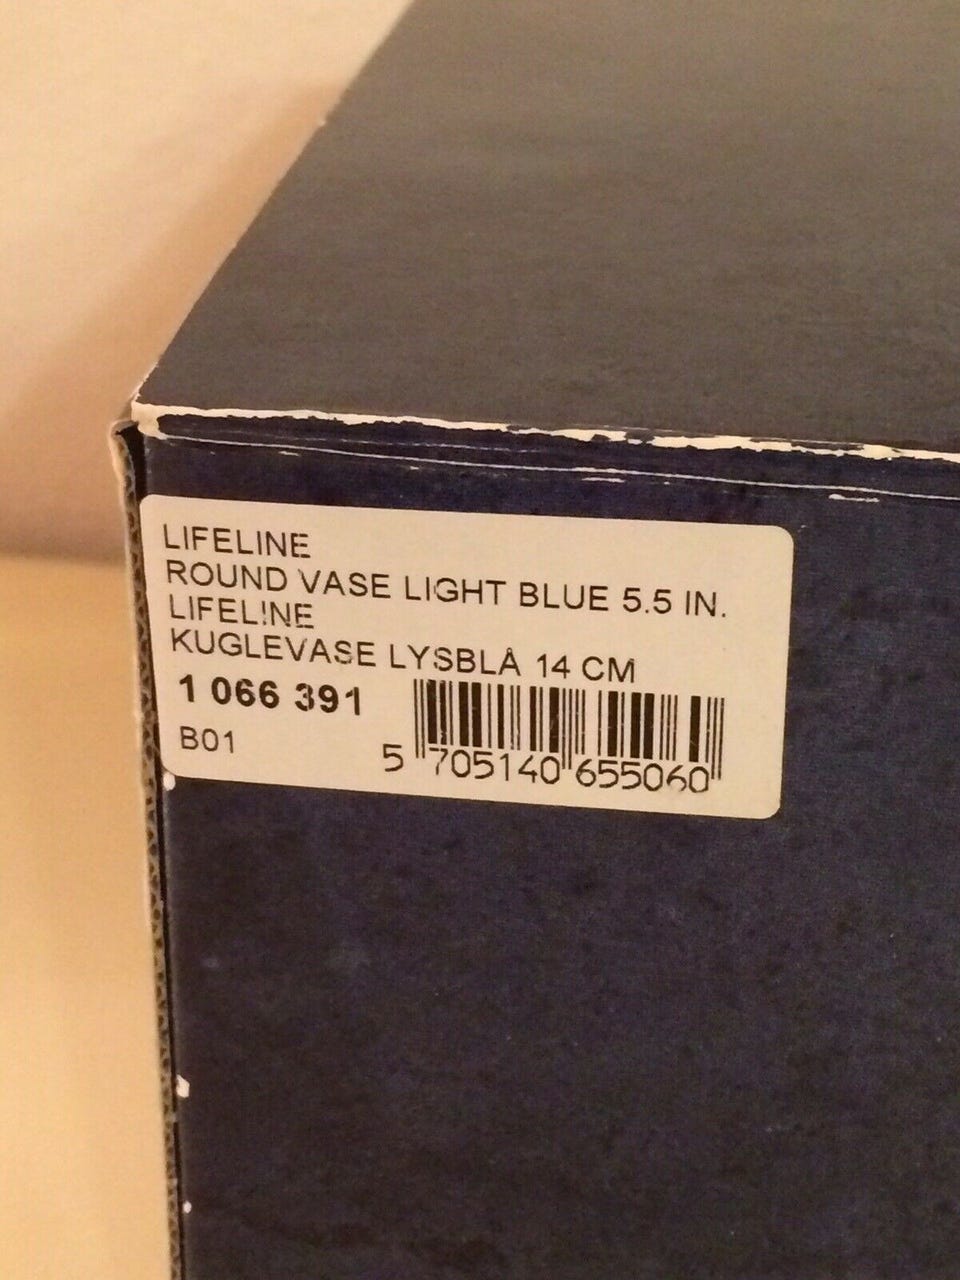 LIFELINE
ROUND VASE LIGHT BLUE 5.5 IN.
LIFELINE
KUGLEVASE LYSBLÅ 14 CM
1 066 391
B01
5 705140 655060